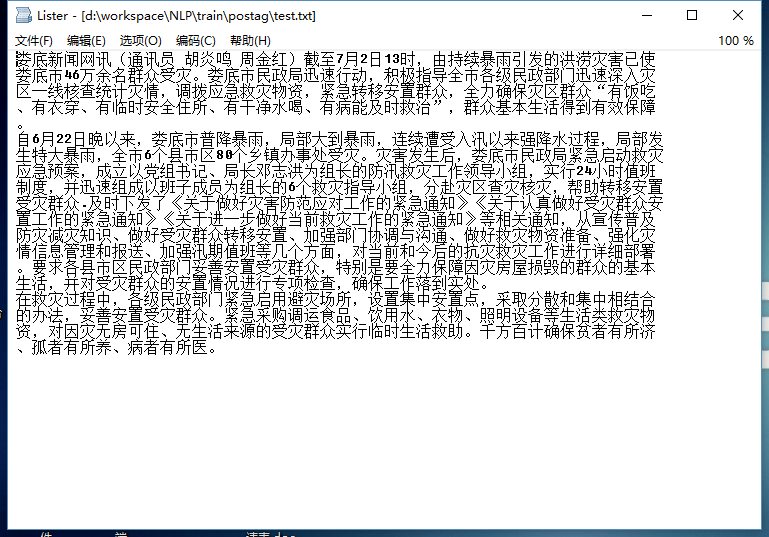 Lister - [d:\workspace\NLP\train\postag\test.txt]
文件(F) 编辑(E) 选项(O) 编码(C) 帮助(H) 100 %
娄底新闻网讯（通讯员 胡炎鸣 周金红）截至7月2日13时，由持续暴雨引发的洪涝灾害已使
娄底市46万余名群众受灾。娄底市民政局迅速行动，积极指导全市各级民政部门迅速深入灾
区一线核查统计灾情，调拨应急救灾物资，紧急转移安置群众，全力确保灾区群众“有饭吃
、有衣穿、有临时安全住所、有干净水喝、有病能及时救治”，群众基本生活得到有效保障
。
自6月22日晚以来，娄底市普降暴雨，局部大到暴雨，连续遭受入汛以来强降水过程，局部发
生特大暴雨，全市6个县市区80个乡镇办事处受灾。灾害发生后，娄底市民政局紧急启动救灾
应急预案，成立以党组书记、局长邓志洪为组长的防汛救灾工作领导小组，实行24小时值班
制度，并迅速组成以班子成员为组长的6个救灾指导小组，分赴灾区查灾核灾，帮助转移安置
受灾群众.及时下发了《关于做好灾害防范应对工作的紧急通知》《关于认真做好受灾群众安
置工作的紧急通知》《关于进一步做好当前救灾工作的紧急通知》等相关通知，从宣传普及
防灾减灾知识、做好受灾群众转移安置、加强部门协调与沟通、做好救灾物资准备、强化灾
情信息管理和报送、加强汛期值班等几个方面，对当前和今后的抗灾救灾工作进行详细部署
。要求各县市区民政部门妥善安置受灾群众，特别是要全力保障因灾房屋损毁的群众的基本
生活，开对受灾群众的安置情况进行专项检查，确保工作落到实处。
在救灾过程中，各级民政部门紧急启用避灾场所，设置集中安置点，采取分散和集中相结合
的办法，妥善安置受灾群众。紧急采购调运食品、饮用水、衣物、照明设备等生活类救灾物
资，对因灾无房可住、无生活来源的受灾群众实行临时生活救助。千方百计确保贫者有所济
、孤者有所养、病者有所医。